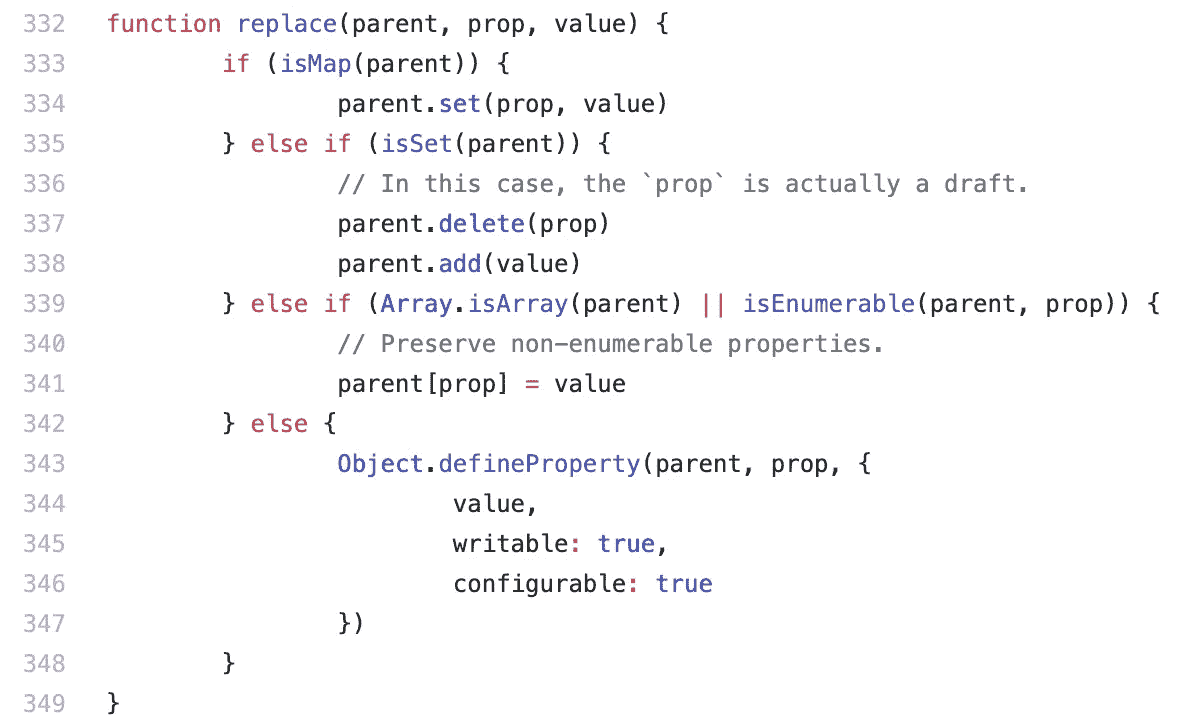 332 function replace(parent, prop, value) {
333 if (isMap(parent)) {
334 parent.set(prop, value)
335 } else if (isSet(parent)) {
336 // In this case, the `prop` is actually a draft.
337 parent.delete(prop)
338 parent.add(value)
339 } else if (Array.isArray(parent) || isEnumerable(parent, prop)) {
340 // Preserve non-enumerable properties.
341 parent[prop] = value
342 } else {
343 Object.defineProperty(parent, prop, {
344 value,
345 writable: true,
346 configurable: true
347 })
348 }
349 }